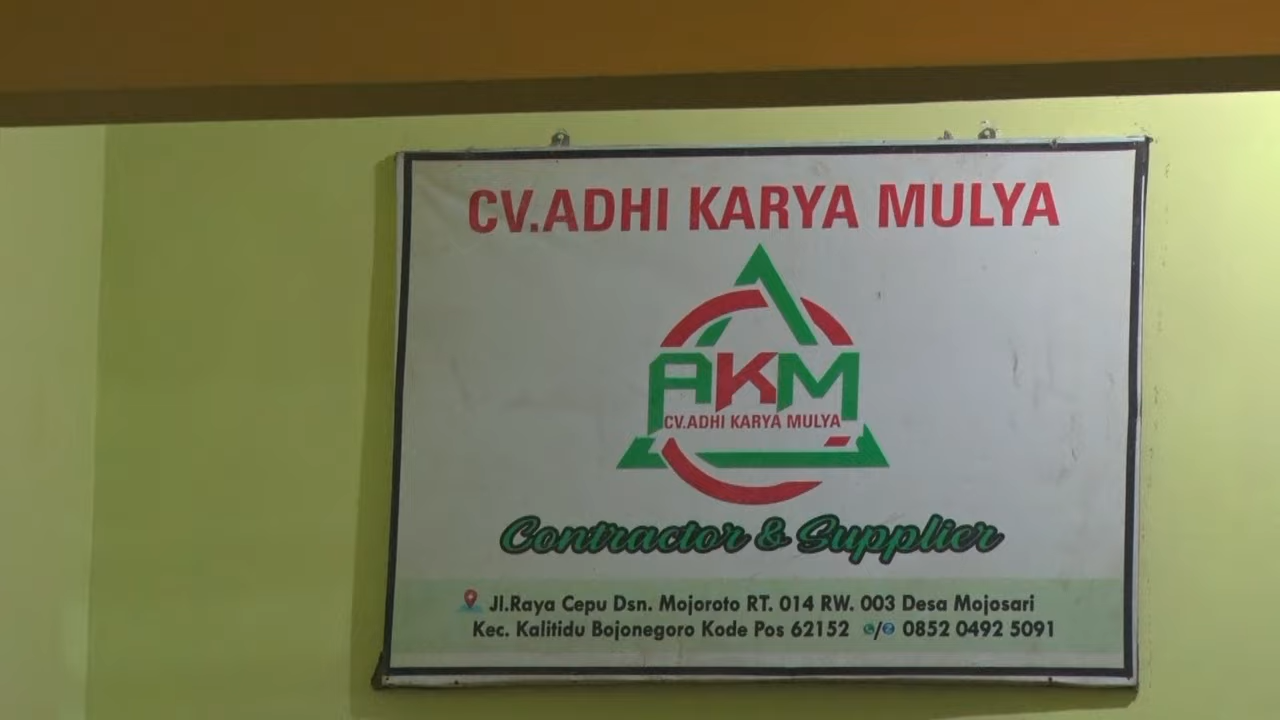 CV.ADHI KARYA MULYA
AKM
CV.ADHI KARYA MULYA
Contractor & Supplier
Jl.Raya Cepu Dsn. Mojoroto RT. 014 RW. 003 Desa Mojosari
Kec. Kalitidu Bojonegoro Kode Pos 62152 / 0852 0492 5091